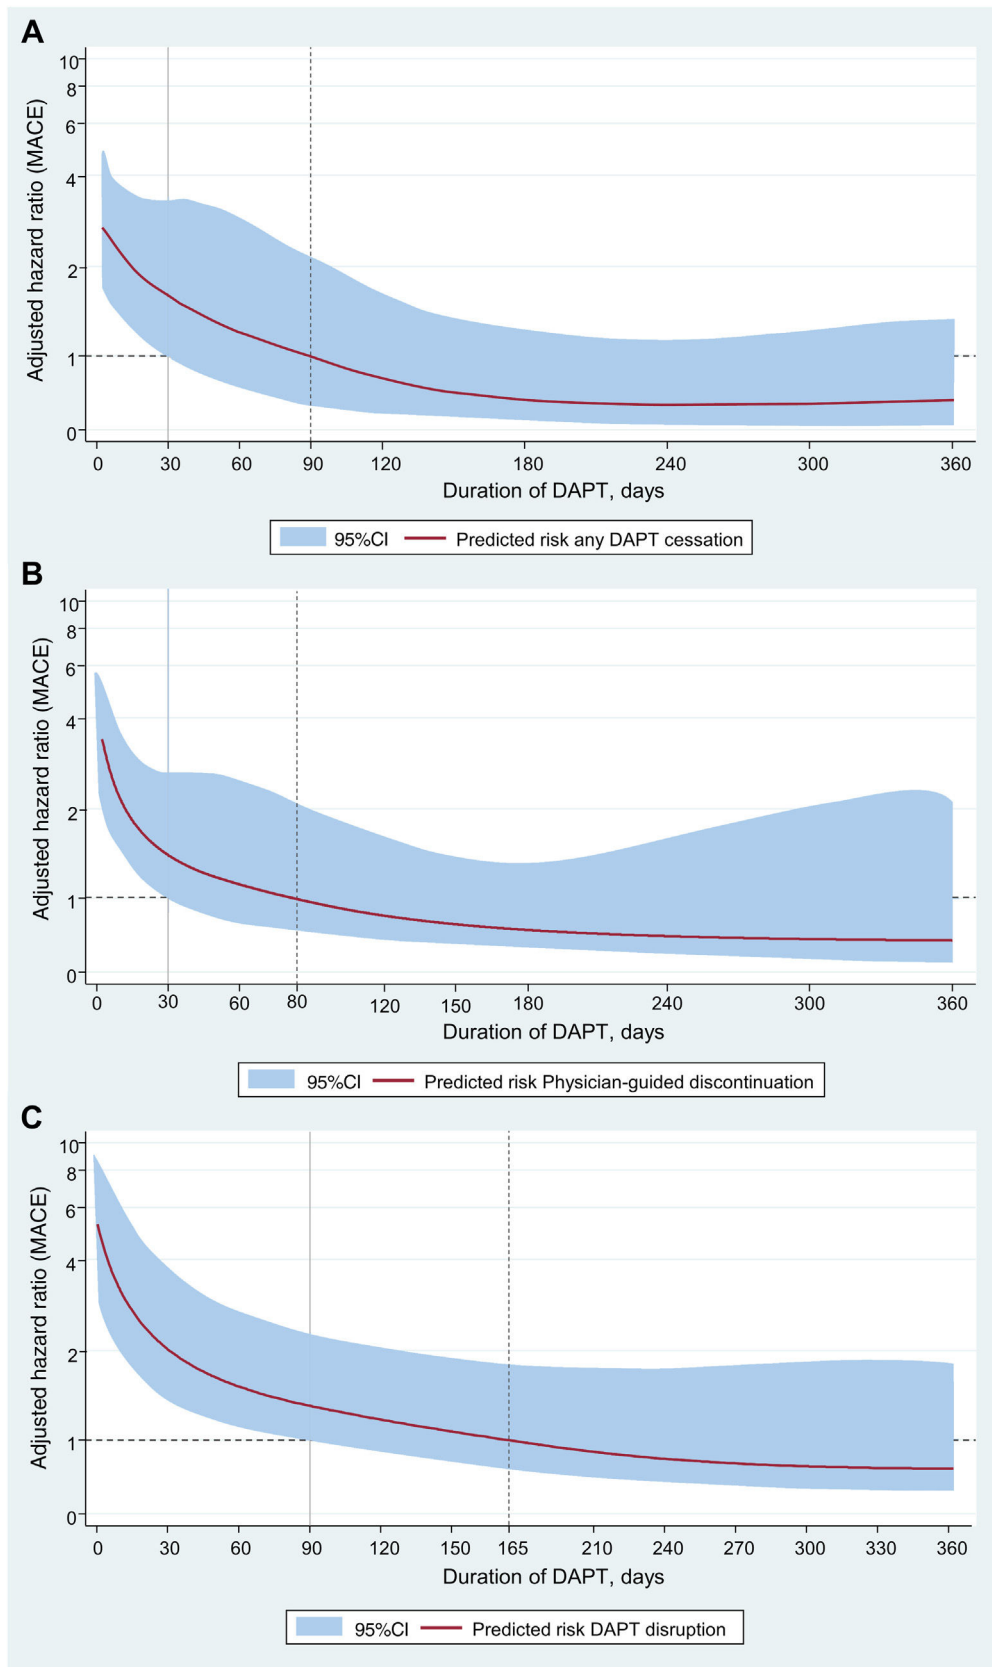 A
Adjusted hazard ratio (MACE)
10
8
6
4
2
1
0
0 30 60 90 120 180 240 300 360
Duration of DAPT, days
95%CI Predicted risk any DAPT cessation
B
Adjusted hazard ratio (MACE)
10
8
6
4
2
1
0
0 30 60 80 120 150 180 240 300 360
Duration of DAPT, days
95%CI Predicted risk Physician-guided discontinuation
C
Adjusted hazard ratio (MACE)
10
8
6
4
2
1
0
0 30 60 90 120 150 165 210 240 270 300 330 360
Duration of DAPT, days
95%CI Predicted risk DAPT disruption